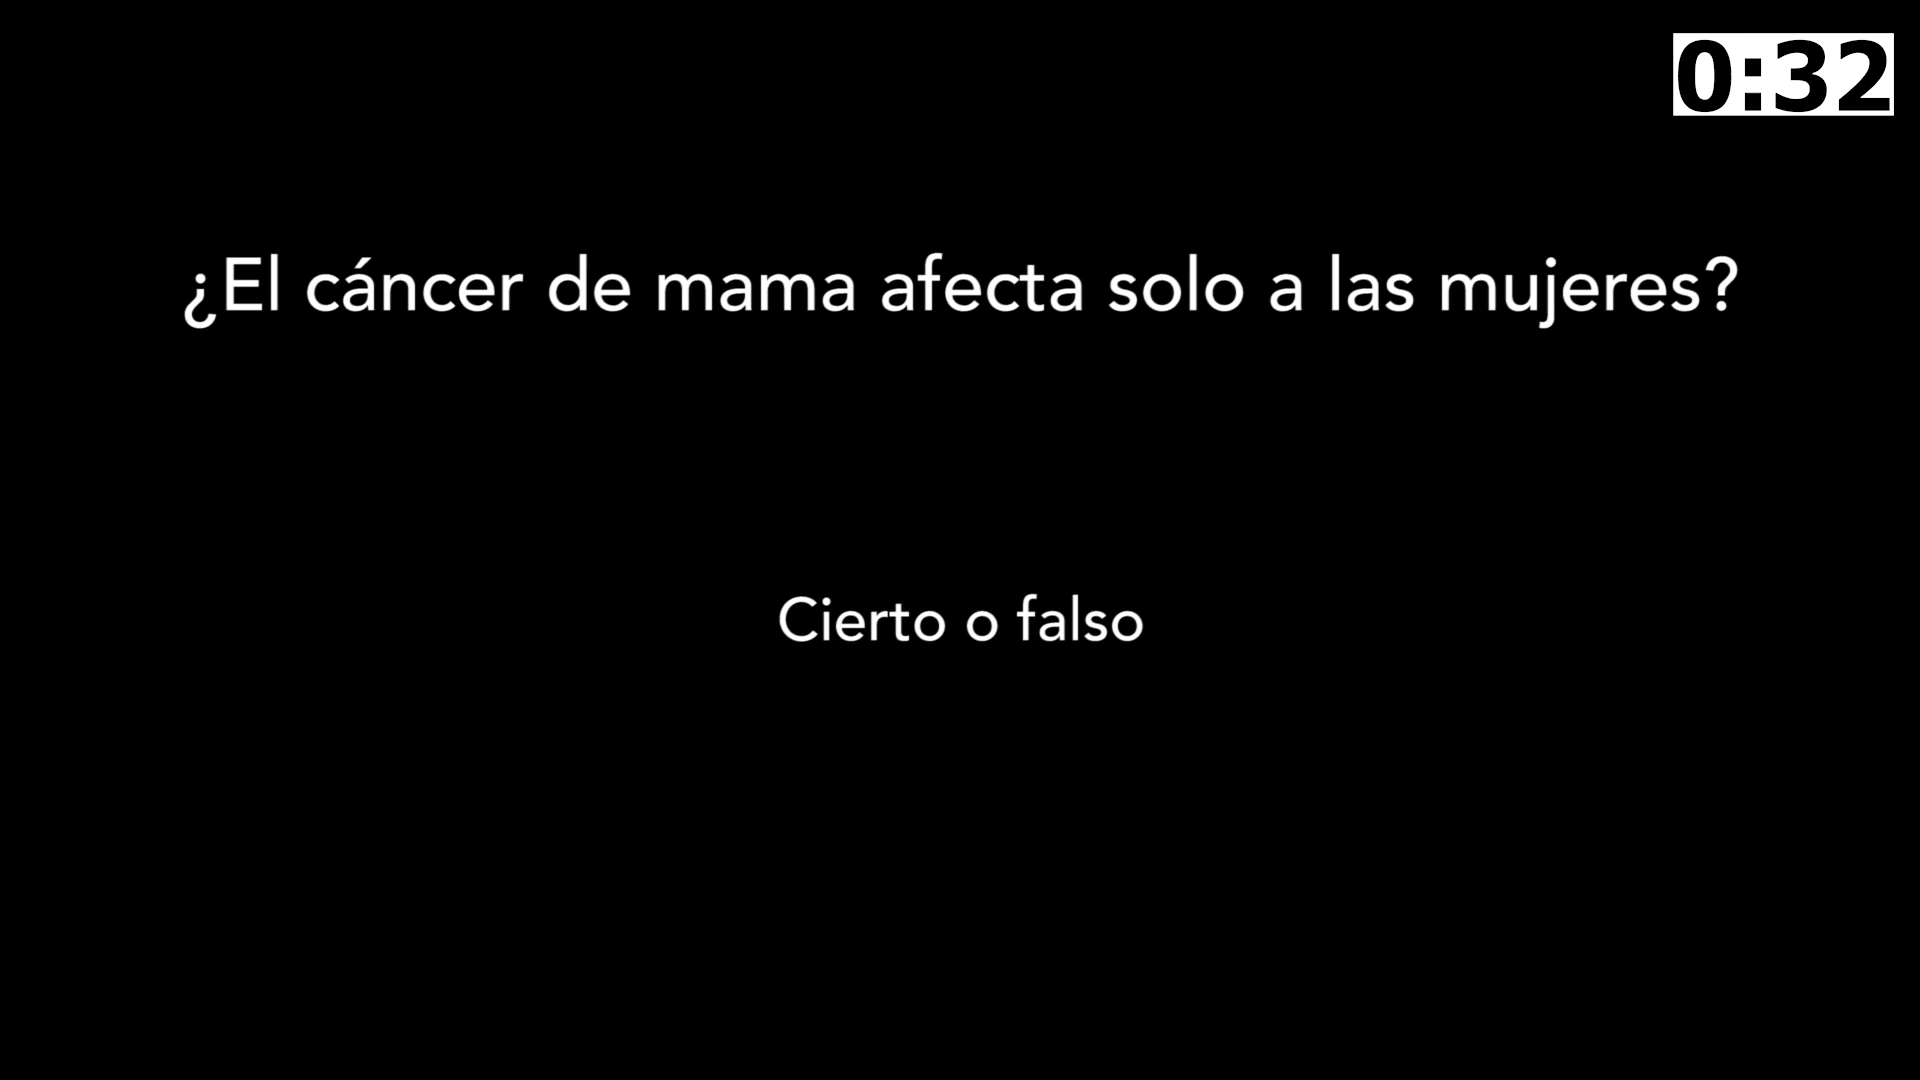 0:32
¿El cáncer de mama afecta solo a las mujeres?
Cierto o falso